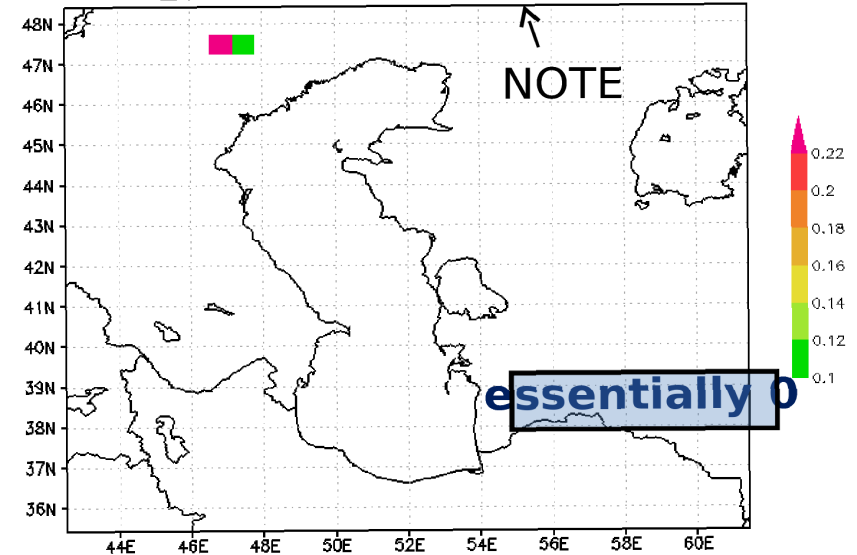 48N
NOTE
47N
46N
45N
44N
43N
42N
41N
40N
39N
38N
37N
36N
44E 46E 48E 50E 52E 54E 56E 58E 60E
essentially 0
0.22
0.2
0.18
0.16
0.14
0.12
0.1